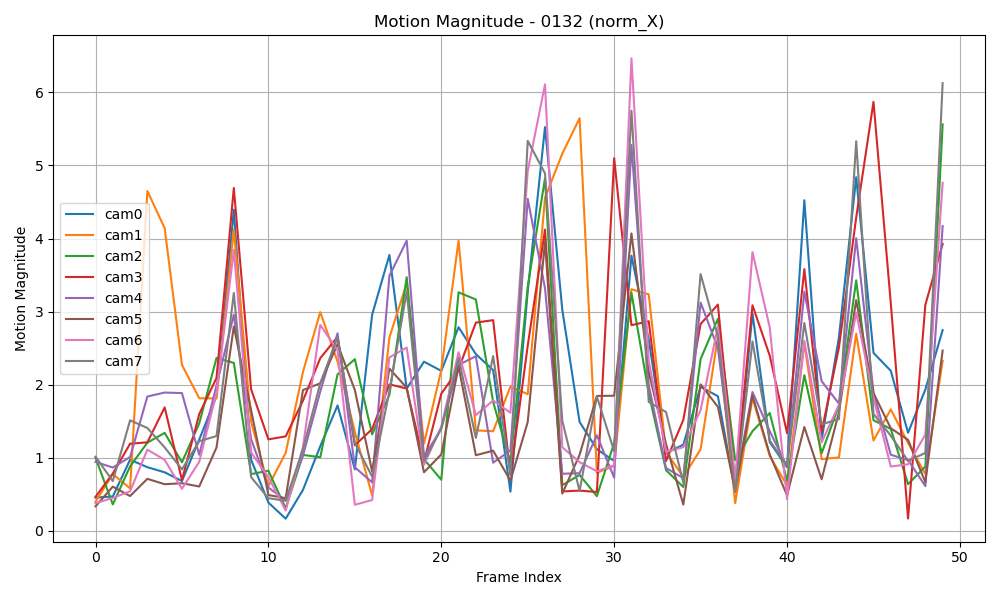 Motion Magnitude - 0132 (norm_X)
Motion Magnitude
6
5
4
3
2
1
0
cam0
cam1
cam2
cam3
cam4
cam5
cam6
cam7
0 10 20 30 40 50
Frame Index